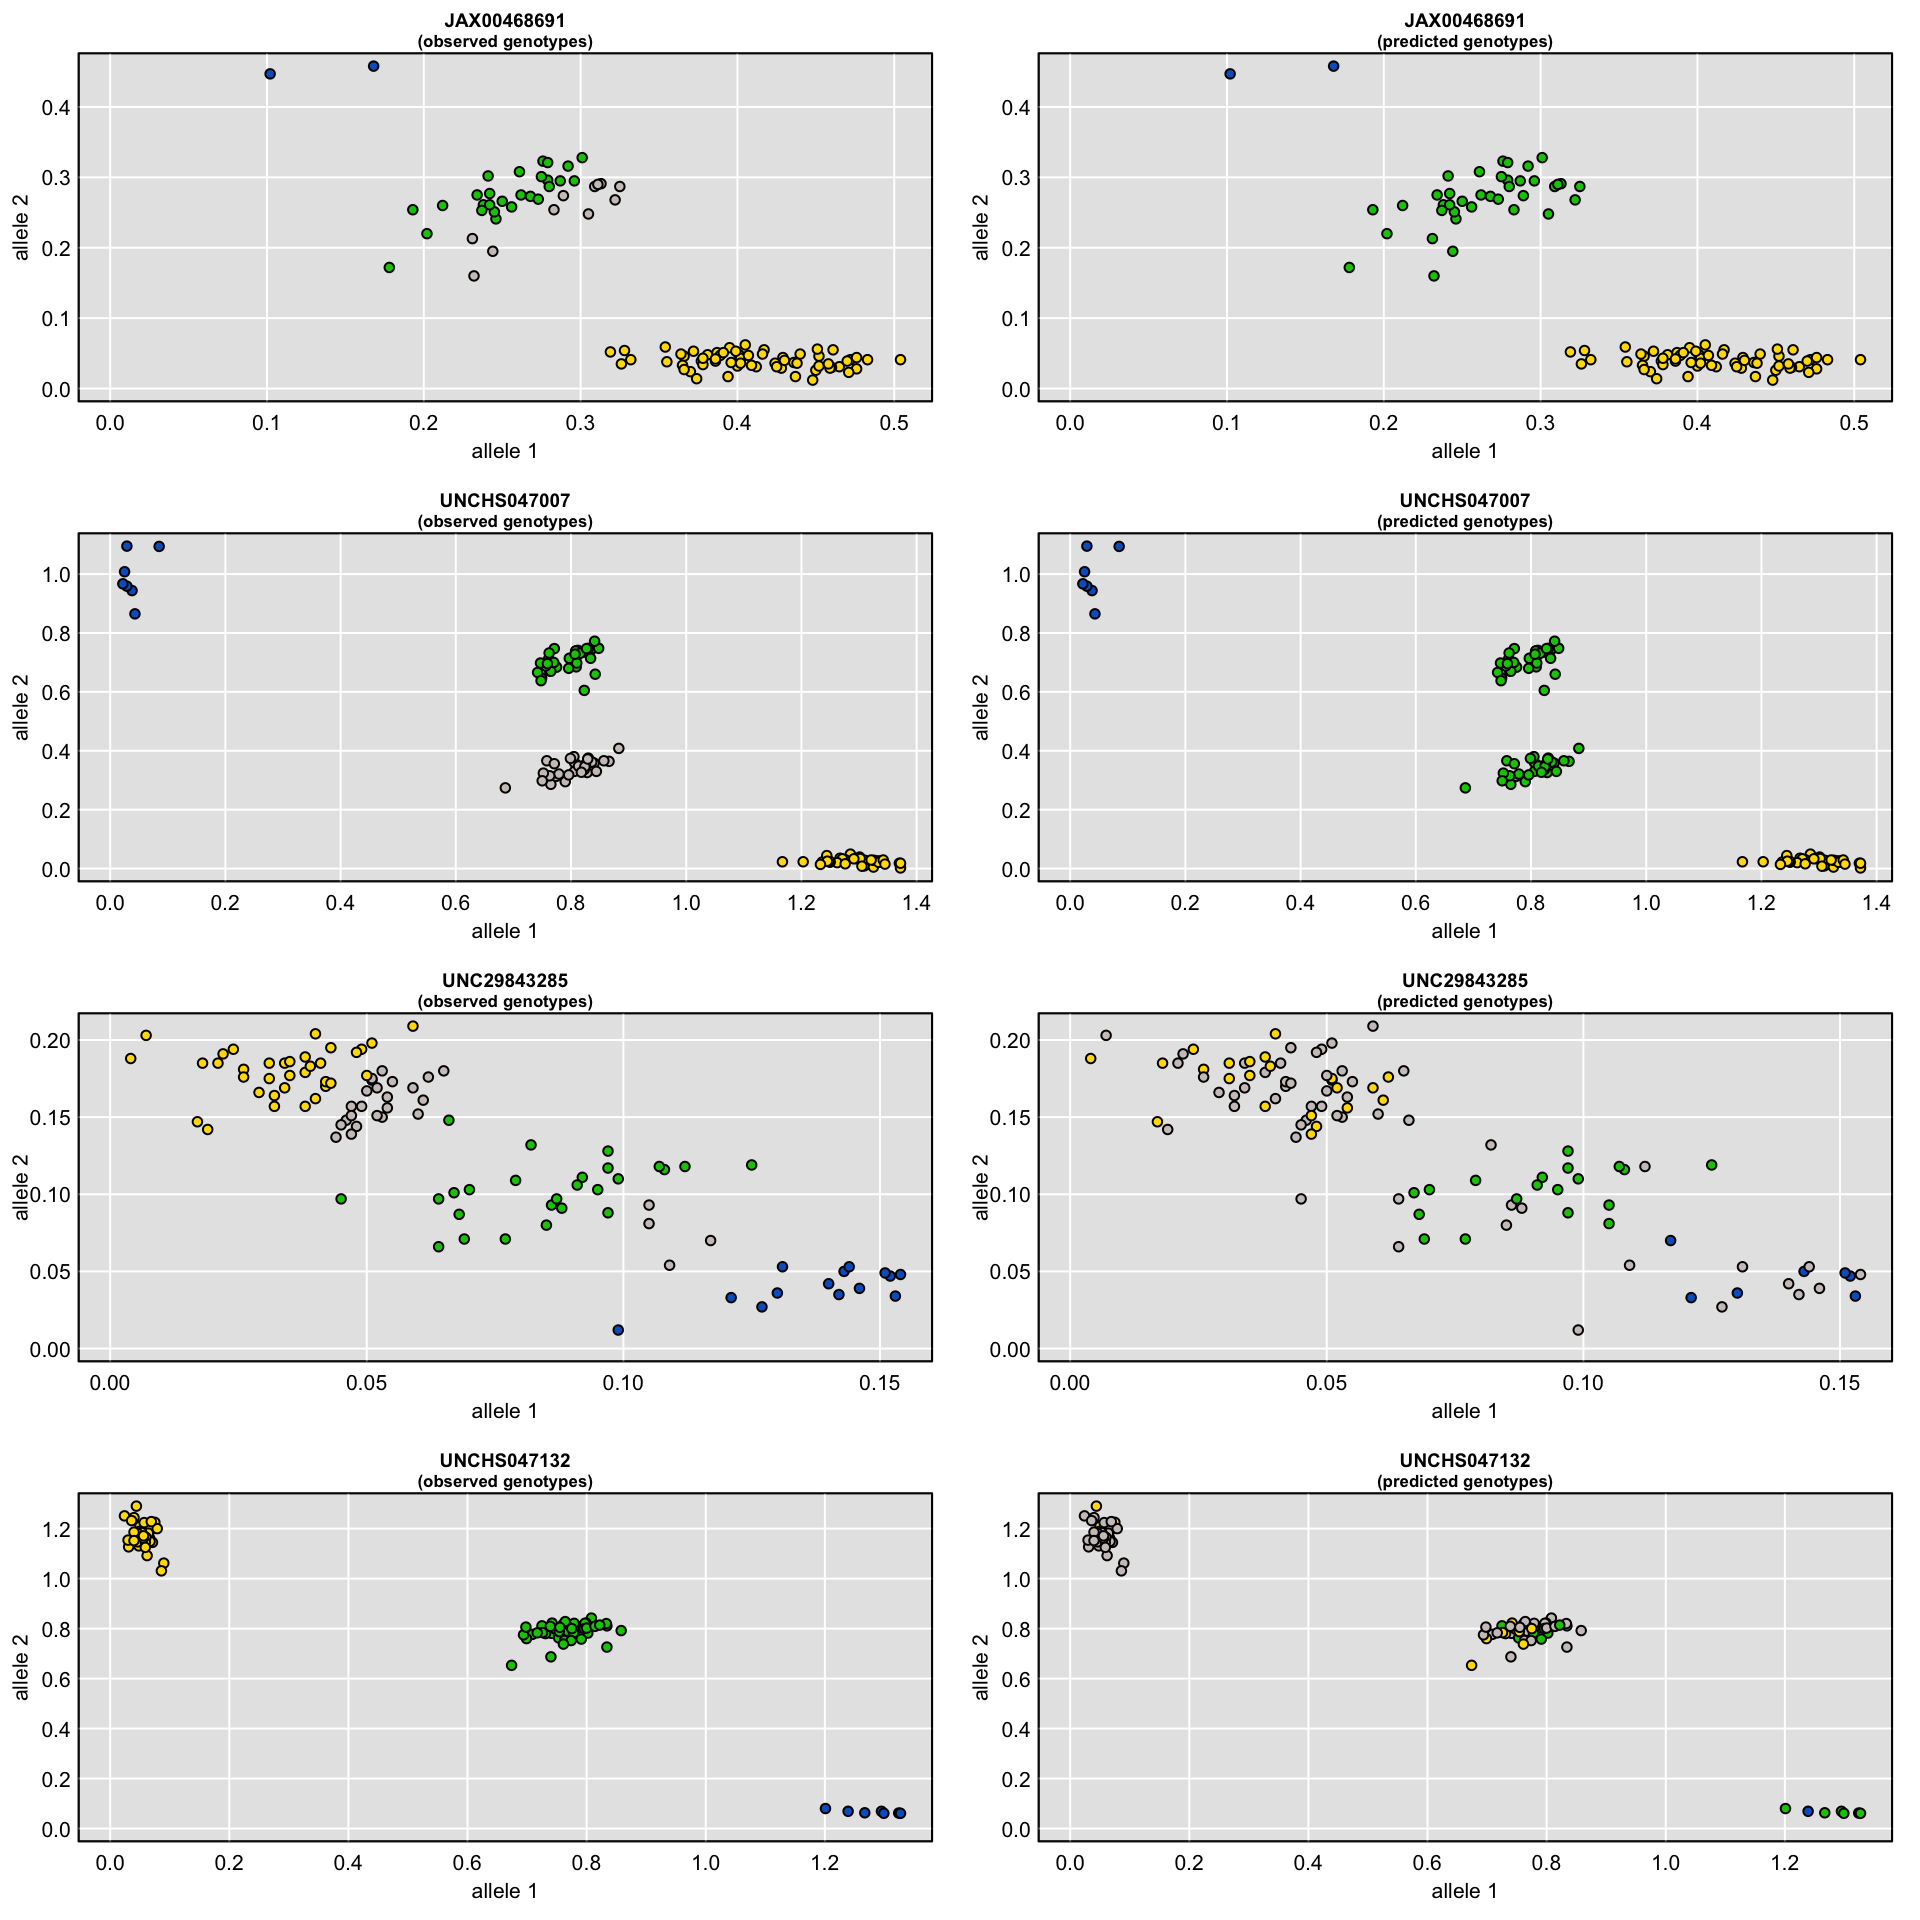 JAX00468691
(observed genotypes)
allele 2
0.4
0.3
0.2
0.1
0.0
0.0 0.1 0.2 0.3 0.4 0.5
allele 1
JAX00468691
(predicted genotypes)
allele 2
0.4
0.3
0.2
0.1
0.0
0.0 0.1 0.2 0.3 0.4 0.5
allele 1
UNCHS047007
(observed genotypes)
allele 2
1.0
0.8
0.6
0.4
0.2
0.0
0.0 0.2 0.4 0.6 0.8 1.0 1.2 1.4
allele 1
UNCHS047007
(predicted genotypes)
allele 2
1.0
0.8
0.6
0.4
0.2
0.0
0.0 0.2 0.4 0.6 0.8 1.0 1.2 1.4
allele 1
UNC29843285
(observed genotypes)
allele 2
0.20
0.15
0.10
0.05
0.00
0.00 0.05 0.10 0.15
allele 1
UNC29843285
(predicted genotypes)
allele 2
0.20
0.15
0.10
0.05
0.00
0.00 0.05 0.10 0.15
allele 1
UNCHS047132
(observed genotypes)
allele 2
1.2
1.0
0.8
0.6
0.4
0.2
0.0
0.0 0.2 0.4 0.6 0.8 1.0 1.2
allele 1
UNCHS047132
(predicted genotypes)
allele 2
1.2
1.0
0.8
0.6
0.4
0.2
0.0
0.0 0.2 0.4 0.6 0.8 1.0 1.2
allele 1